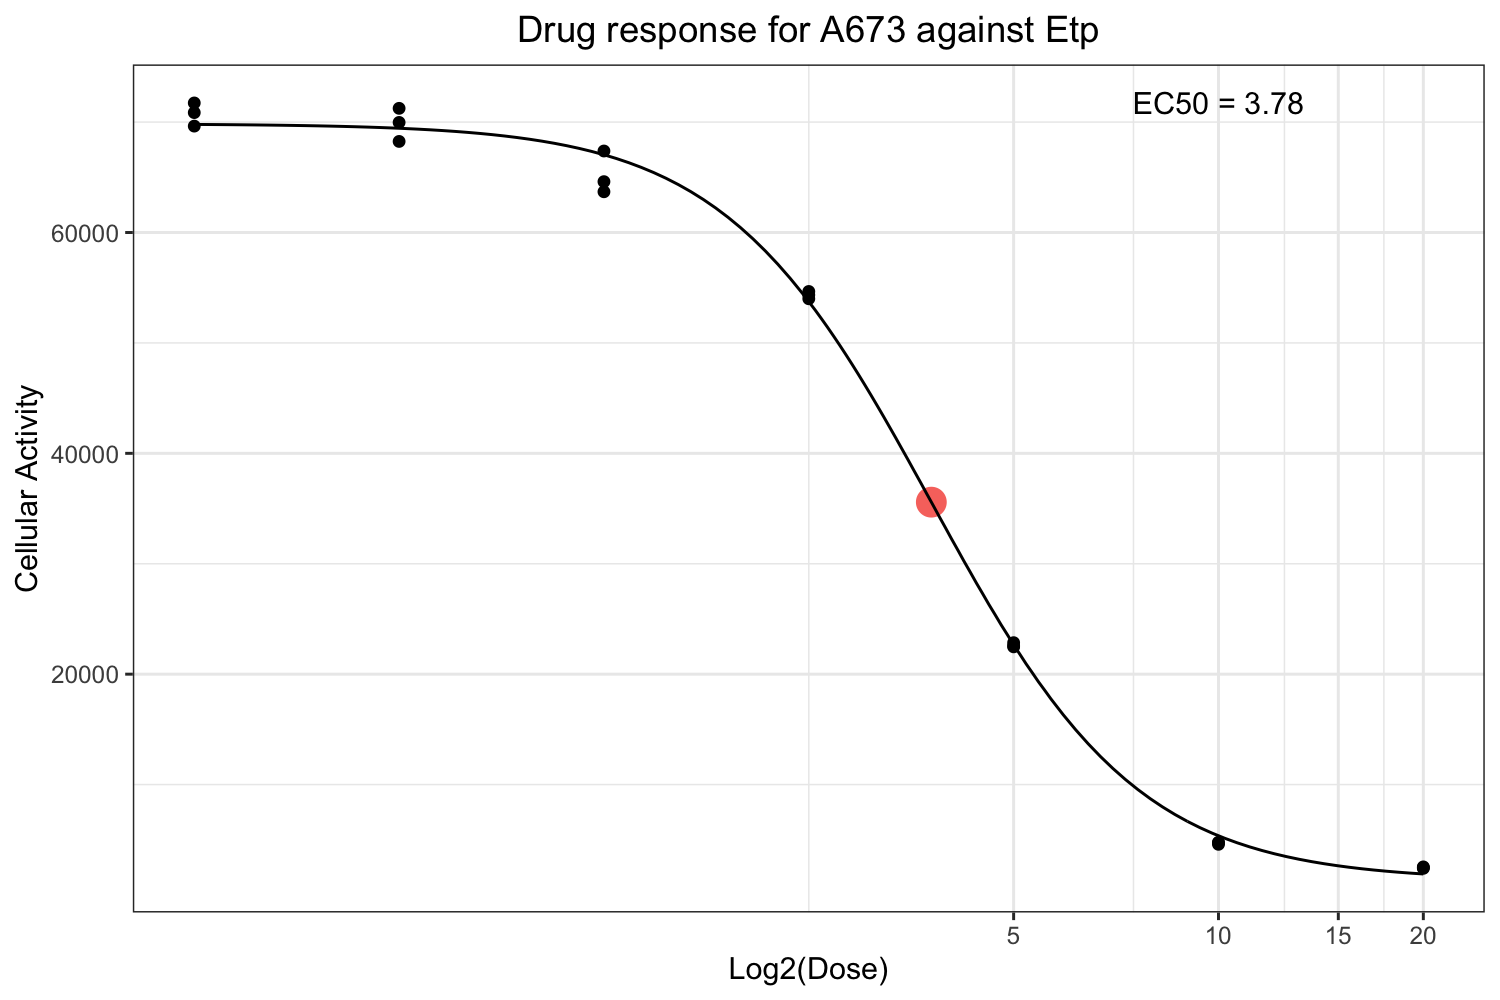 Drug response for A673 against Etp
EC50 = 3.78
60000
40000
20000
Cellular Activity
5 10 15 20
Log2(Dose)